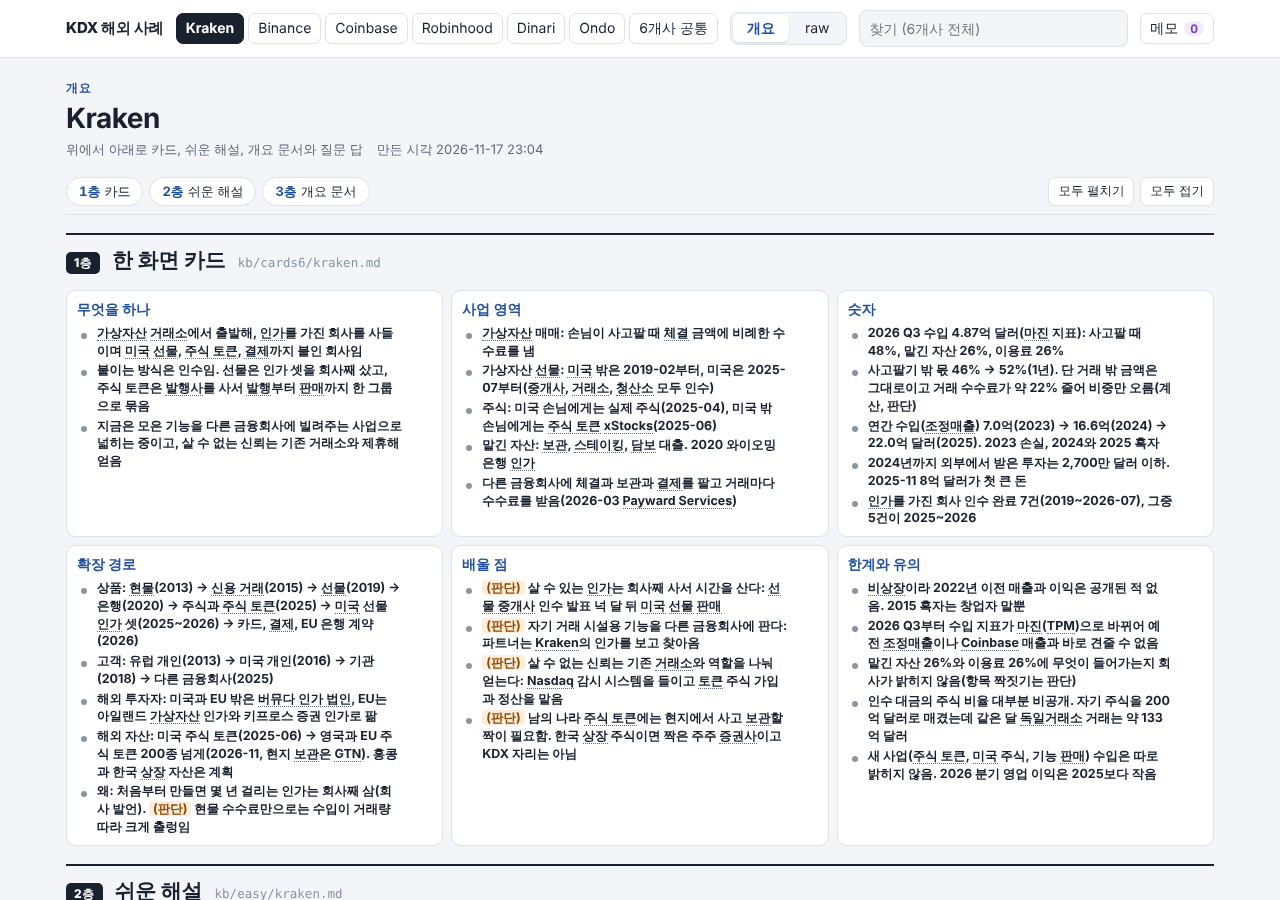 KDX 해외 사례 Kraken Binance Coinbase Robinhood Dinari Ondo 6개사 공통 개요 raw 찾기 (6개사 전체) 메모 0
개요
Kraken
위에서 아래로 카드, 쉬운 해설, 개요 문서와 질문 답 만든 시각 2026-11-17 23:04
1층 카드 2층 쉬운 해설 3층 개요 문서 모두 펼치기 모두 접기
1층 한 화면 카드 kb/cards6/kraken.md
무엇을 하나
가상자산 거래소에서 출발해, 인가를 가진 회사를 사들
이며 미국 선물, 주식 토큰, 결제까지 붙인 회사임
붙이는 방식은 인수임. 선물은 인가 셋을 회사째 샀고,
주식 토큰은 발행사를 사서 발행부터 판매까지 한 그룹
으로 묶음
지금은 모은 기능을 다른 금융회사에 빌려주는 사업으로
넓히는 중이고, 살 수 없는 신뢰는 기존 거래소와 제휴해
얻음
사업 영역
가상자산 매매: 손님이 사고팔 때 체결 금액에 비례한 수
수료를 냄
가상자산 선물: 미국 밖은 2019-02부터, 미국은 2025-
07부터(중개사, 거래소, 청산소 모두 인수)
주식: 미국 손님에게는 실제 주식(2025-04), 미국 밖
손님에게는 주식 토큰 xStocks(2025-06)
맡긴 자산: 보관, 스테이킹, 담보 대출. 2020 와이오밍
은행 인가
다른 금융회사에 체결과 보관과 결제를 팔고 거래마다
수수료를 받음(2026-03 Payward Services)
숫자
2026 Q3 수입 4.87억 달러(마진 지표): 사고팔 때
48%, 맡긴 자산 26%, 이용료 26%
사고팔기 밖 몫 46% → 52%(1년). 단 거래 밖 금액은
그대로이고 거래 수수료가 약 22% 줄어 비중만 오름(계
산, 판단)
연간 수입(조정매출) 7.0억(2023) → 16.6억(2024) →
22.0억 달러(2025). 2023 손실, 2024와 2025 흑자
2024년까지 외부에서 받은 투자는 2,700만 달러 이하.
2025-11 8억 달러가 첫 큰 돈
인가를 가진 회사 인수 완료 7건(2019~2026-07), 그중
5건이 2025~2026
확장 경로
상품: 현물(2013) → 신용 거래(2015) → 선물(2019) →
은행(2020) → 주식과 주식 토큰(2025) → 미국 선물
인가 셋(2025~2026) → 카드, 결제, EU 은행 계약
(2026)
고객: 유럽 개인(2013) → 미국 개인(2016) → 기관
(2018) → 다른 금융회사(2025)
해외 투자자: 미국과 EU 밖은 버뮤다 인가 법인, EU는
아일랜드 가상자산 인가와 키프로스 증권 인가로 팖
해외 자산: 미국 주식 토큰(2025-06) → 영국과 EU 주
식 토큰 200종 넘게(2026-11, 현지 보관은 GTN). 홍콩
과 한국 상장 자산은 계획
왜: 처음부터 만들면 몇 년 걸리는 인가는 회사째 삼(회
사 발언). (판단) 현물 수수료만으로는 수입이 거래량
따라 크게 출렁임
배울 점
(판단) 살 수 있는 인가는 회사째 사서 시간을 산다: 선
물 중개사 인수 발표 넉 달 뒤 미국 선물 판매
(판단) 자기 거래 시설용 기능을 다른 금융회사에 판다:
파트너는 Kraken의 인가를 보고 찾아옴
(판단) 살 수 없는 신뢰는 기존 거래소와 역할을 나눠
얻는다: Nasdaq 감시 시스템을 들이고 토큰 주식 가입
과 정산을 맡음
(판단) 남의 나라 주식 토큰에는 현지에서 사고 보관할
짝이 필요함. 한국 상장 주식이면 짝은 주주 증권사이고
KDX 자리는 아님
한계와 유의
비상장이라 2022년 이전 매출과 이익은 공개된 적 없
음. 2015 흑자는 창업자 말뿐
2026 Q3부터 수입 지표가 마진(TPM)으로 바뀌어 예
전 조정매출이나 Coinbase 매출과 바로 견줄 수 없음
맡긴 자산 26%와 이용료 26%에 무엇이 들어가는지 회
사가 밝히지 않음(항목 짝짓기는 판단)
인수 대금의 주식 비율 대부분 비공개. 자기 주식을 200
억 달러로 매겼는데 같은 달 독일거래소 거래는 약 133
억 달러
새 사업(주식 토큰, 미국 주식, 기능 판매) 수입은 따로
밝히지 않음. 2026 분기 영업 이익은 2025보다 작음
2층 쉬운 해설 kb/easy/kraken.md